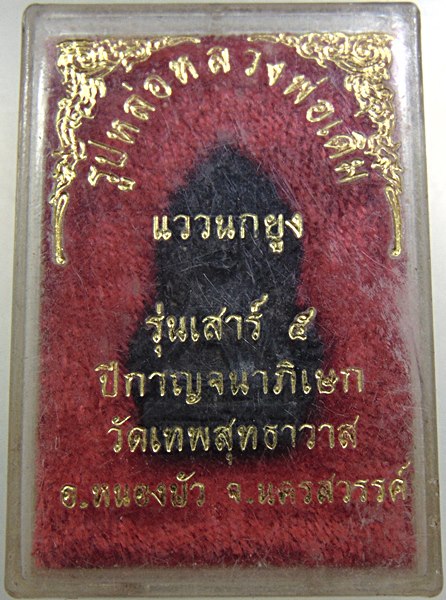 รูปหล่อหลวงพ่อเดิม
แววนกยูง
รุ่นเสาร์ ๕
ปีกาญจนาภิเษก
วัดเทพสุทธาวาส
อ.หนองบัว จ.นครสวรรค์